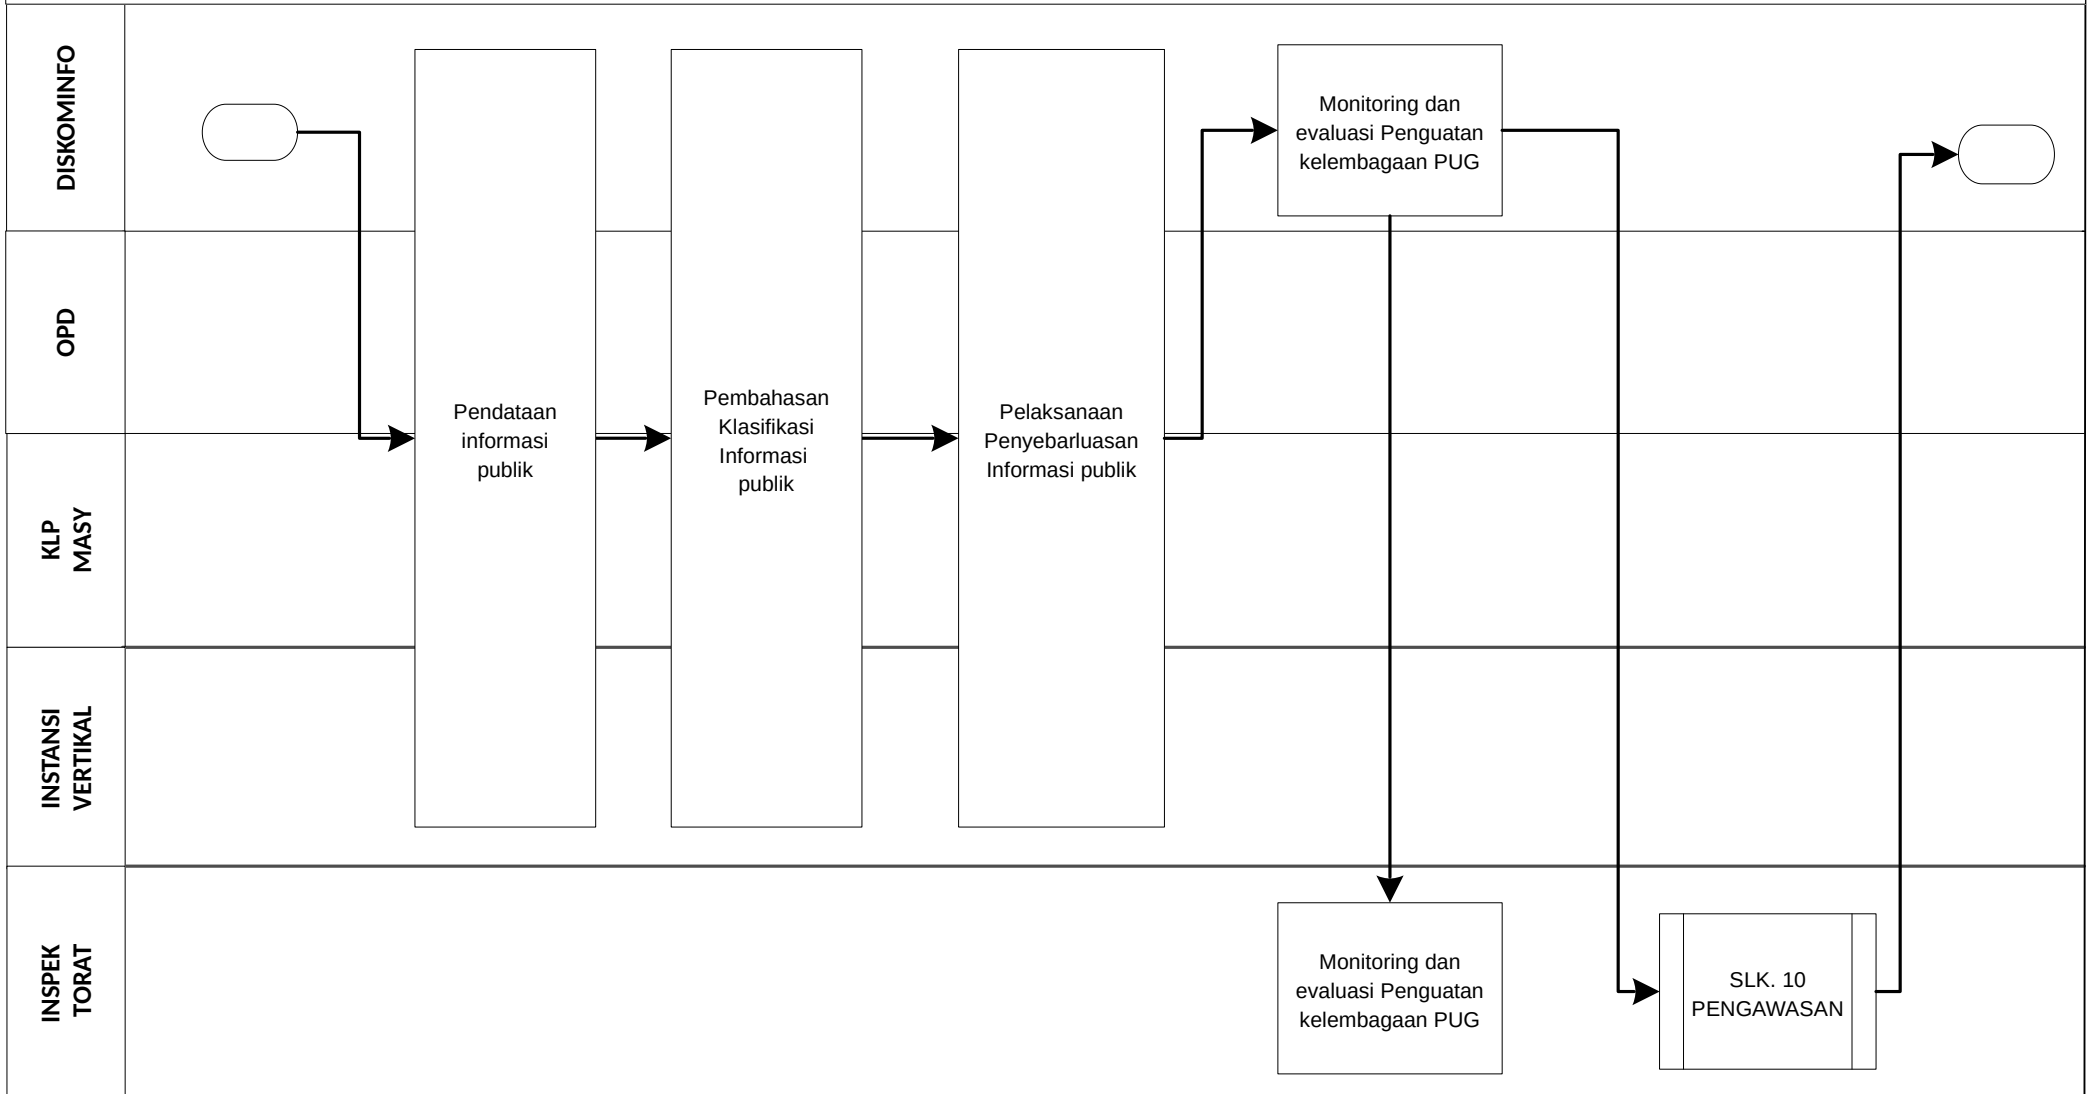 DISKOMINFO
OPD
KLP
MASY
INSTANSI
VERTIKAL
INSPEK
TORAT
Pendataan
informasi
publik
Pembahasan
Klasifikasi
Informasi
publik
Pelaksanaan
Penyebarluasan
Informasi publik
Monitoring dan
evaluasi Penguatan
kelembagaan PUG
Monitoring dan
evaluasi Penguatan
kelembagaan PUG
SLK. 10
PENGAWASAN